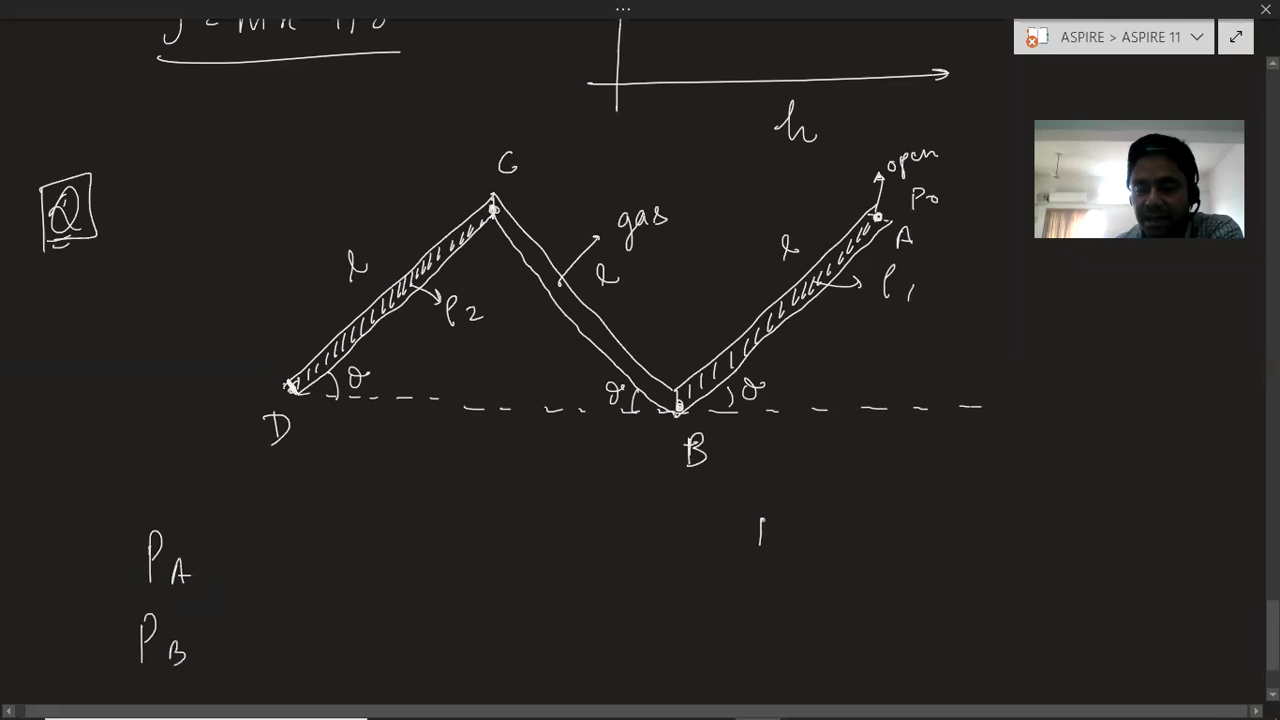 ASPIRE > ASPIRE 11
h
Q
C
open
P0
gas
A
l
l
l
ρ1
ρ2
θ
θ
θ
D
B
PA
PB